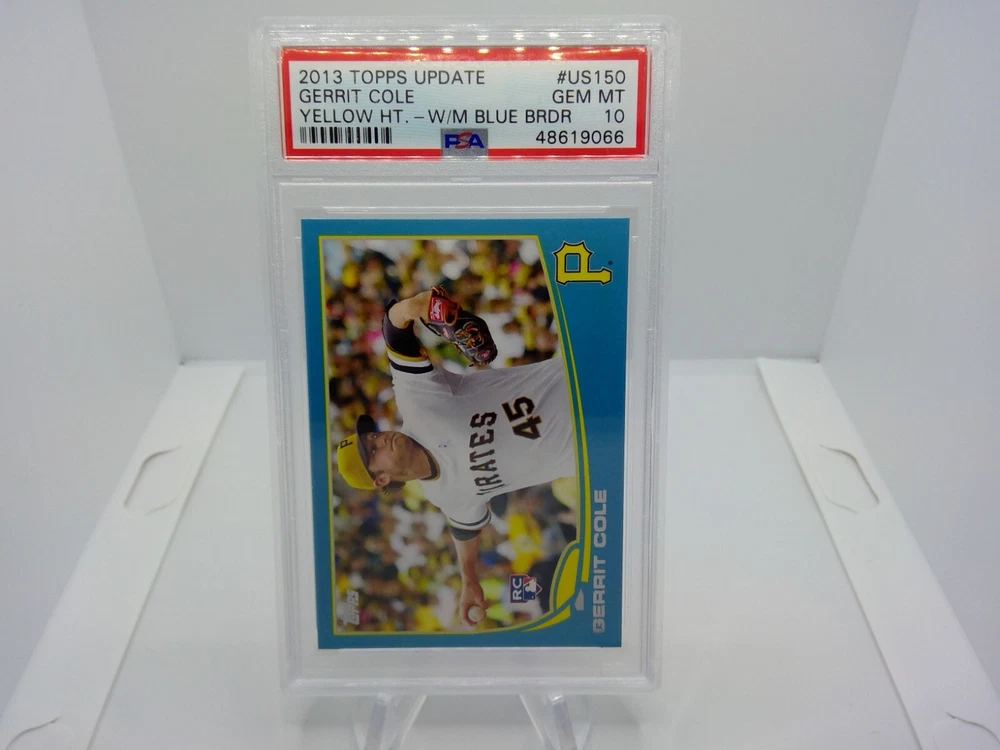 2013 TOPPS UPDATE #US150
GERRIT COLE GEM MT
YELLOW HT. - W/M BLUE BRDR 10
PSA 48619066
P
P
IRATES
45
RC
Topps
GERRIT COLE